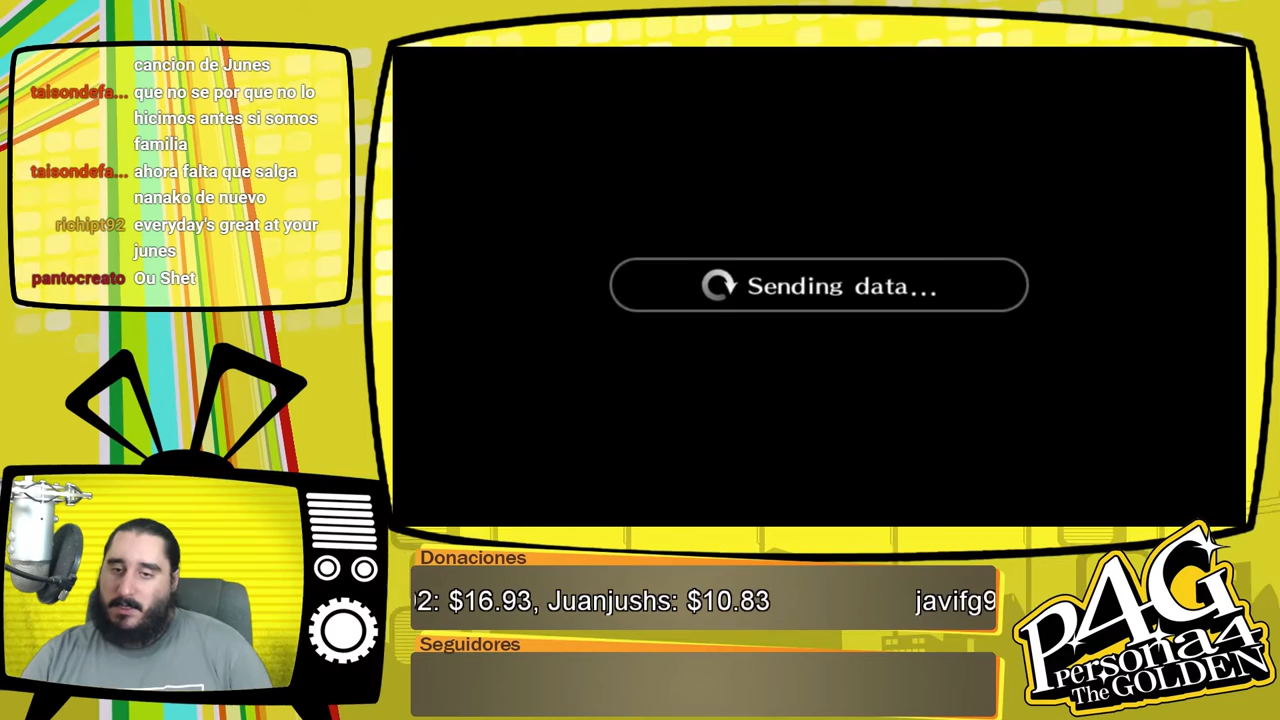 cancion de Junes
taisondefa... que no se por que no lo
hicimos antes si somos
familia
taisondefa... ahora falta que salga
nanako de nuevo
richipt92 everyday's great at your
junes
pantocreato Ou Shet
Sending data...
Donaciones
2: $16.93, Juanjushs: $10.83 javifg9
Seguidores
P4G
Persona 4
The GOLDEN